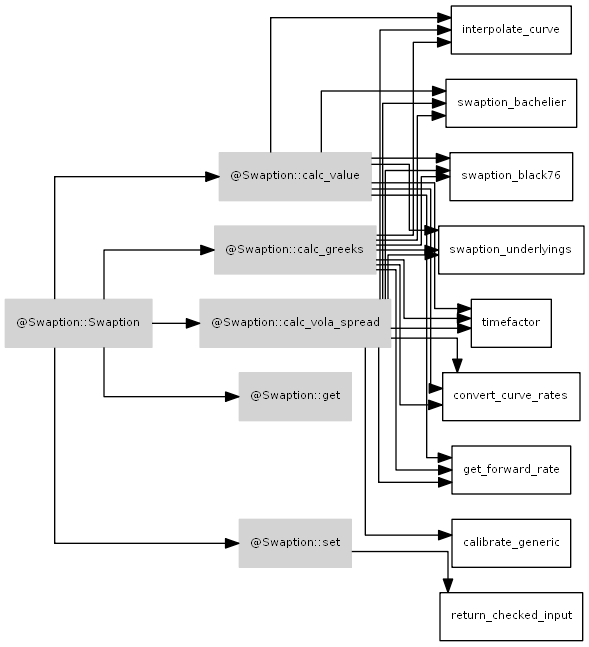 interpolate_curve
swaption_bachelier
@Swaption::calc_value
swaption_black76
@Swaption::calc_greeks
swaption_underlyings
@Swaption::Swaption
@Swaption::calc_vola_spread
timefactor
@Swaption::get
convert_curve_rates
get_forward_rate
@Swaption::set
calibrate_generic
return_checked_input